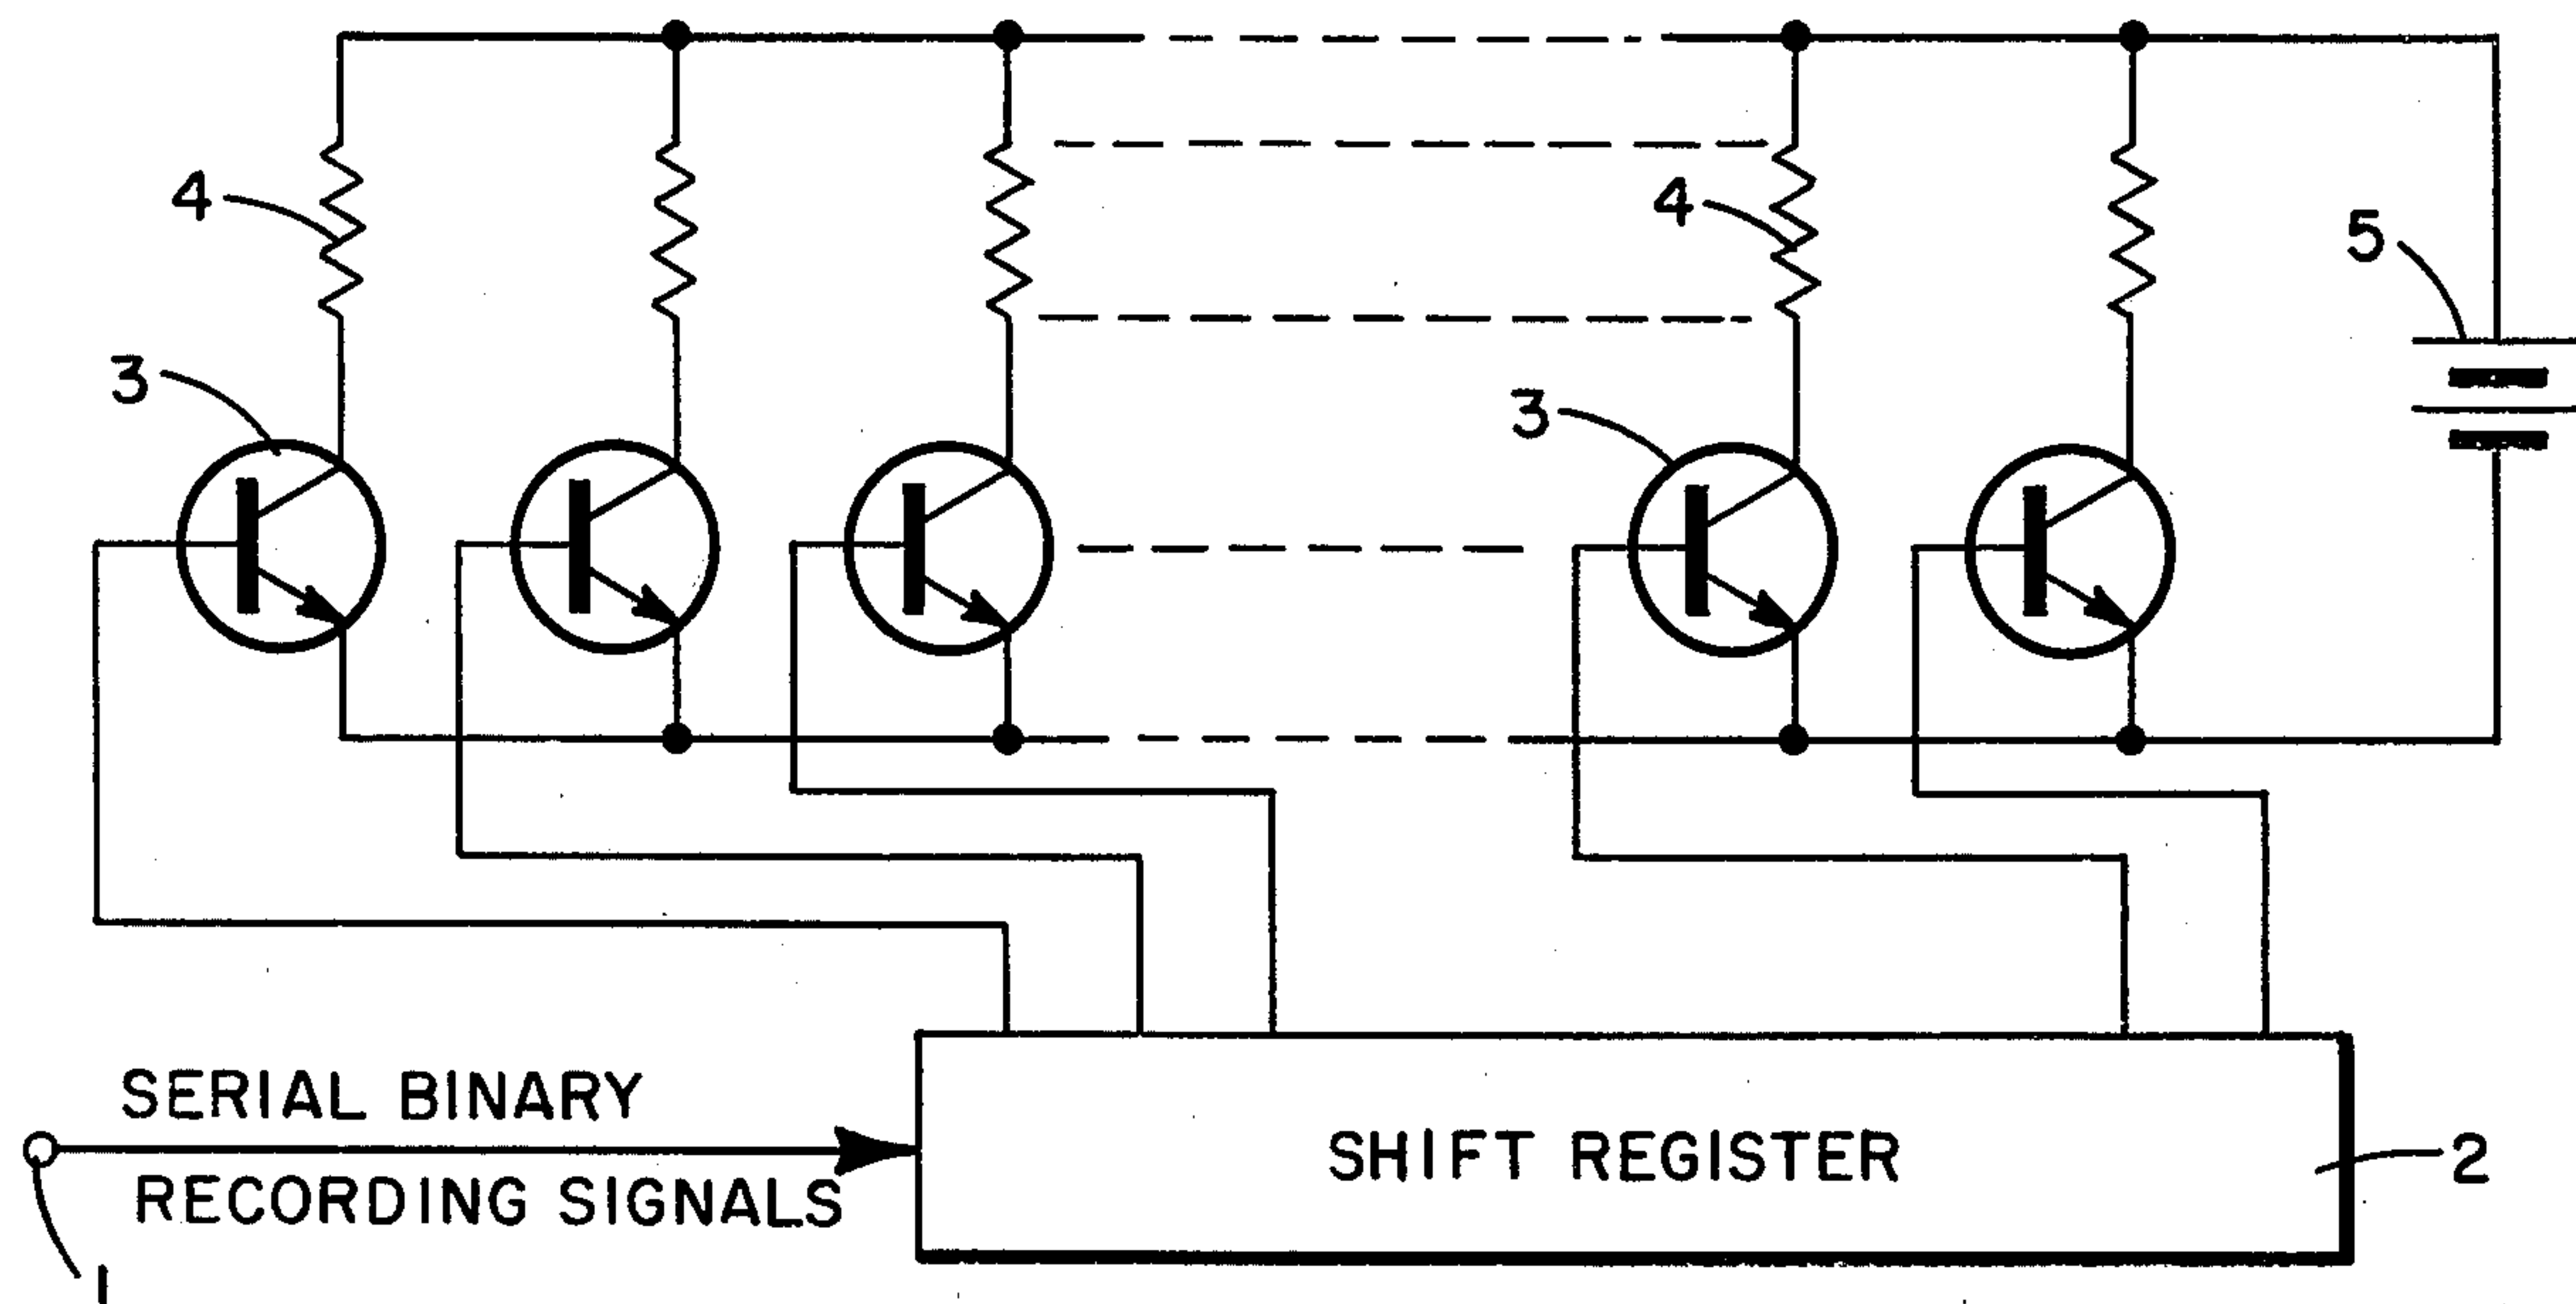 4
4
5
3
3
SERIAL BINARY
RECORDING SIGNALS
SHIFT REGISTER
2
1